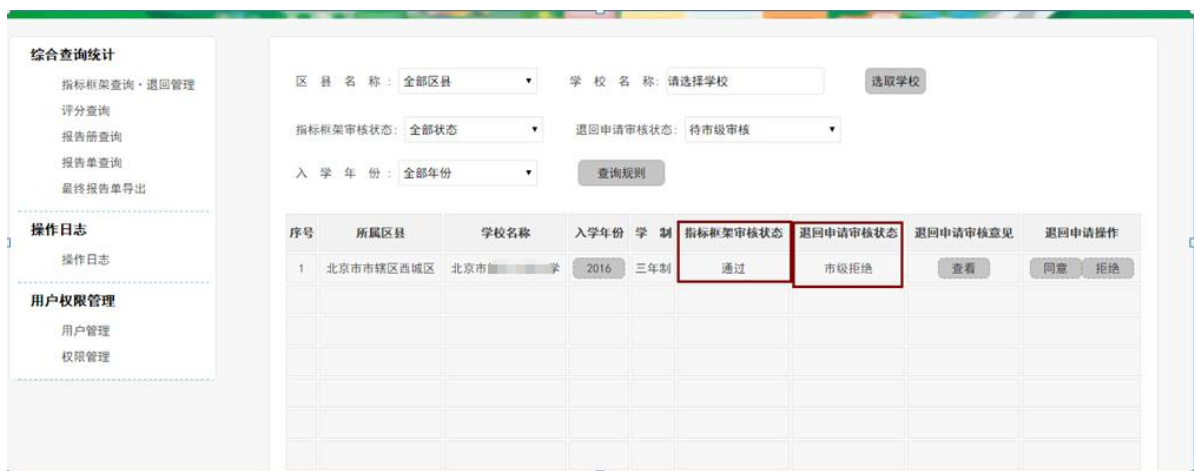 综合查询统计
指标框架查询·退回管理
评分查询
报告册查询
报告单查询
最终报告单导出
操作日志
操作日志
用户权限管理
用户管理
权限管理
区 县 名 称: 全部区县 学 校 名 称: 请选择学校 选取学校
指标框架审核状态: 全部状态 退回申请审核状态: 待市级审核
入 学 年 份: 全部年份 查询规则
序号 所属区县 学校名称 入学年份 学 制 指标框架审核状态 退回申请审核状态 退回申请审核意见 退回申请操作
1 北京市市辖区西城区 北京市 学 2016 三年制 通过 市级拒绝 查看 同意 拒绝